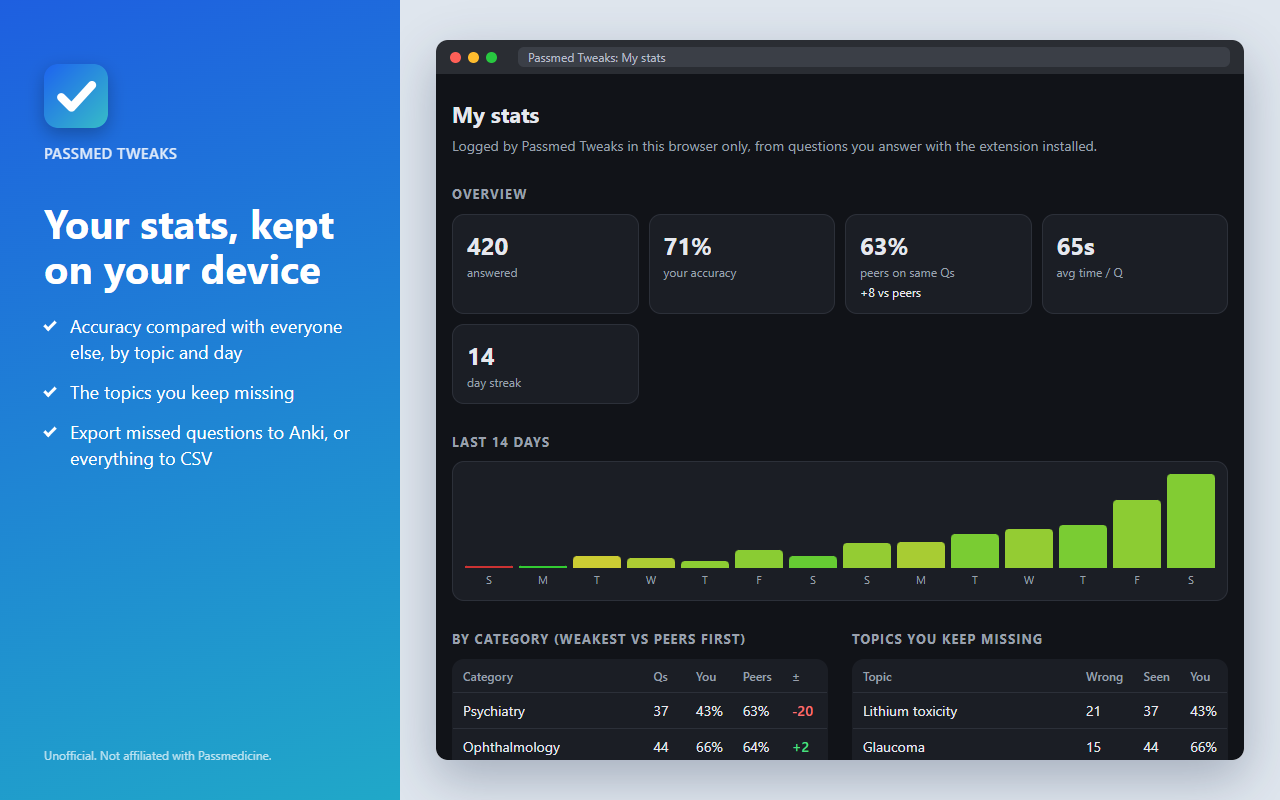 PASSMED TWEAKS
Your stats, kept
on your device
Accuracy compared with everyone
else, by topic and day
The topics you keep missing
Export missed questions to Anki, or
everything to CSV
Unofficial. Not affiliated with Passmedicine.
Passmed Tweaks: My stats
My stats
Logged by Passmed Tweaks in this browser only, from questions you answer with the extension installed.
OVERVIEW
420
answered
71%
your accuracy
63%
peers on same Qs
+8 vs peers
65s
avg time / Q
14
day streak
LAST 14 DAYS
S M T W T F S S M T W T F S
BY CATEGORY (WEAKEST VS PEERS FIRST)
Category Qs You Peers ±
Psychiatry 37 43% 63% -20
Ophthalmology 44 66% 64% +2
TOPICS YOU KEEP MISSING
Topic Wrong Seen You
Lithium toxicity 21 37 43%
Glaucoma 15 44 66%